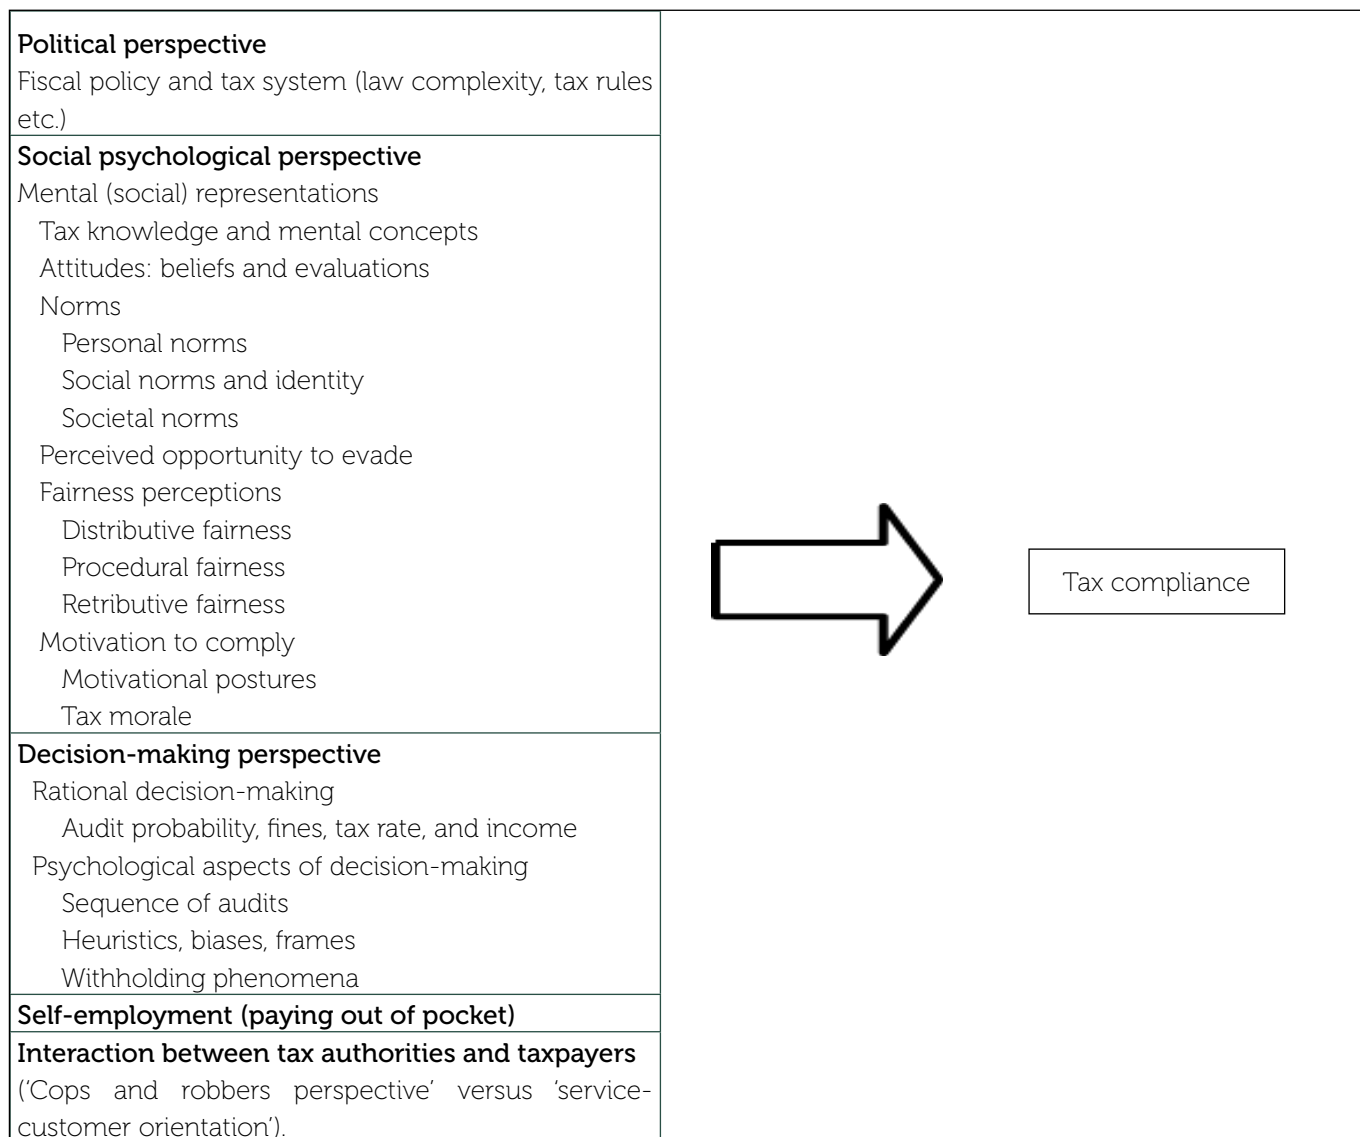 Political perspective
Fiscal policy and tax system (law complexity, tax rules
etc.)
Social psychological perspective
Mental (social) representations
Tax knowledge and mental concepts
Attitudes: beliefs and evaluations
Norms
Personal norms
Social norms and identity
Societal norms
Perceived opportunity to evade
Fairness perceptions
Distributive fairness
Procedural fairness
Retributive fairness
Motivation to comply
Motivational postures
Tax morale
Decision-making perspective
Rational decision-making
Audit probability, fines, tax rate, and income
Psychological aspects of decision-making
Sequence of audits
Heuristics, biases, frames
Withholding phenomena
Self-employment (paying out of pocket)
Interaction between tax authorities and taxpayers
(‘Cops and robbers perspective’ versus ‘service-
customer orientation’).
Tax compliance